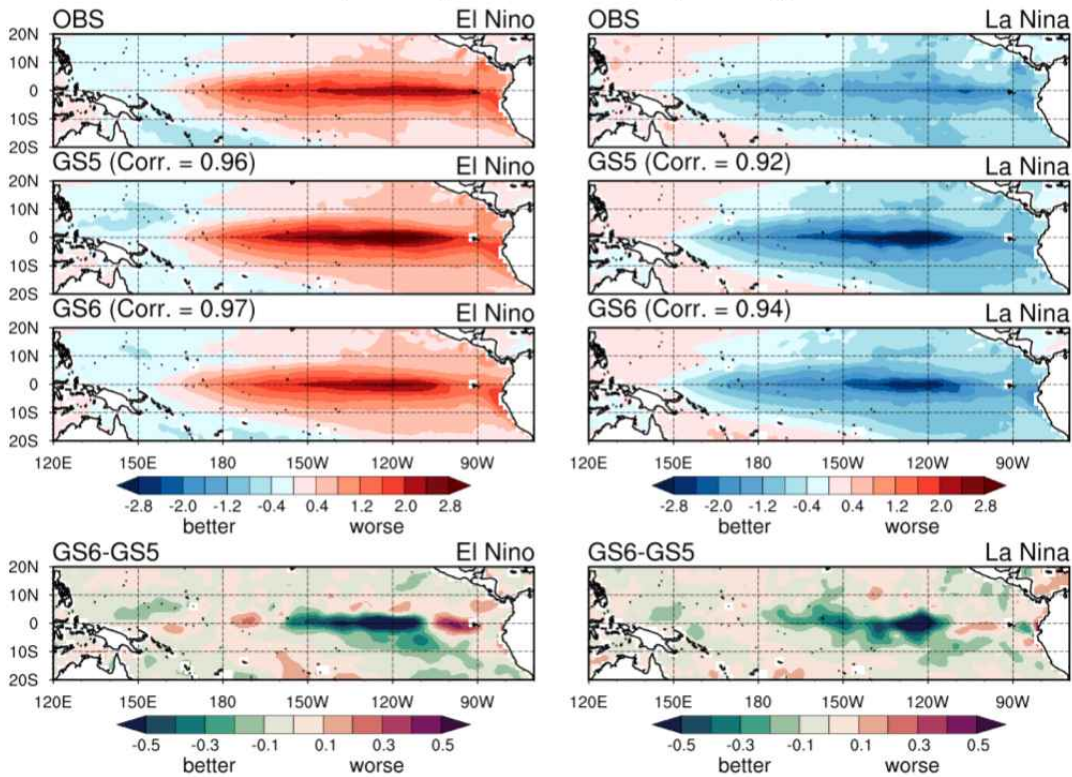 OBS El Nino
20N
10N
0
10S
20S
GS5 (Corr. = 0.96) El Nino
20N
10N
0
10S
20S
GS6 (Corr. = 0.97) El Nino
20N
10N
0
10S
20S
120E 150E 180 150W 120W 90W
-2.8 -2.0 -1.2 -0.4 0.4 1.2 2.0 2.8
better worse
OBS La Nina
GS5 (Corr. = 0.92) La Nina
GS6 (Corr. = 0.94) La Nina
120E 150E 180 150W 120W 90W
-2.8 -2.0 -1.2 -0.4 0.4 1.2 2.0 2.8
better worse
GS6-GS5 El Nino
20N
10N
0
10S
20S
120E 150E 180 150W 120W 90W
-0.5 -0.3 -0.1 0.1 0.3 0.5
better worse
GS6-GS5 La Nina
120E 150E 180 150W 120W 90W
-0.5 -0.3 -0.1 0.1 0.3 0.5
better worse